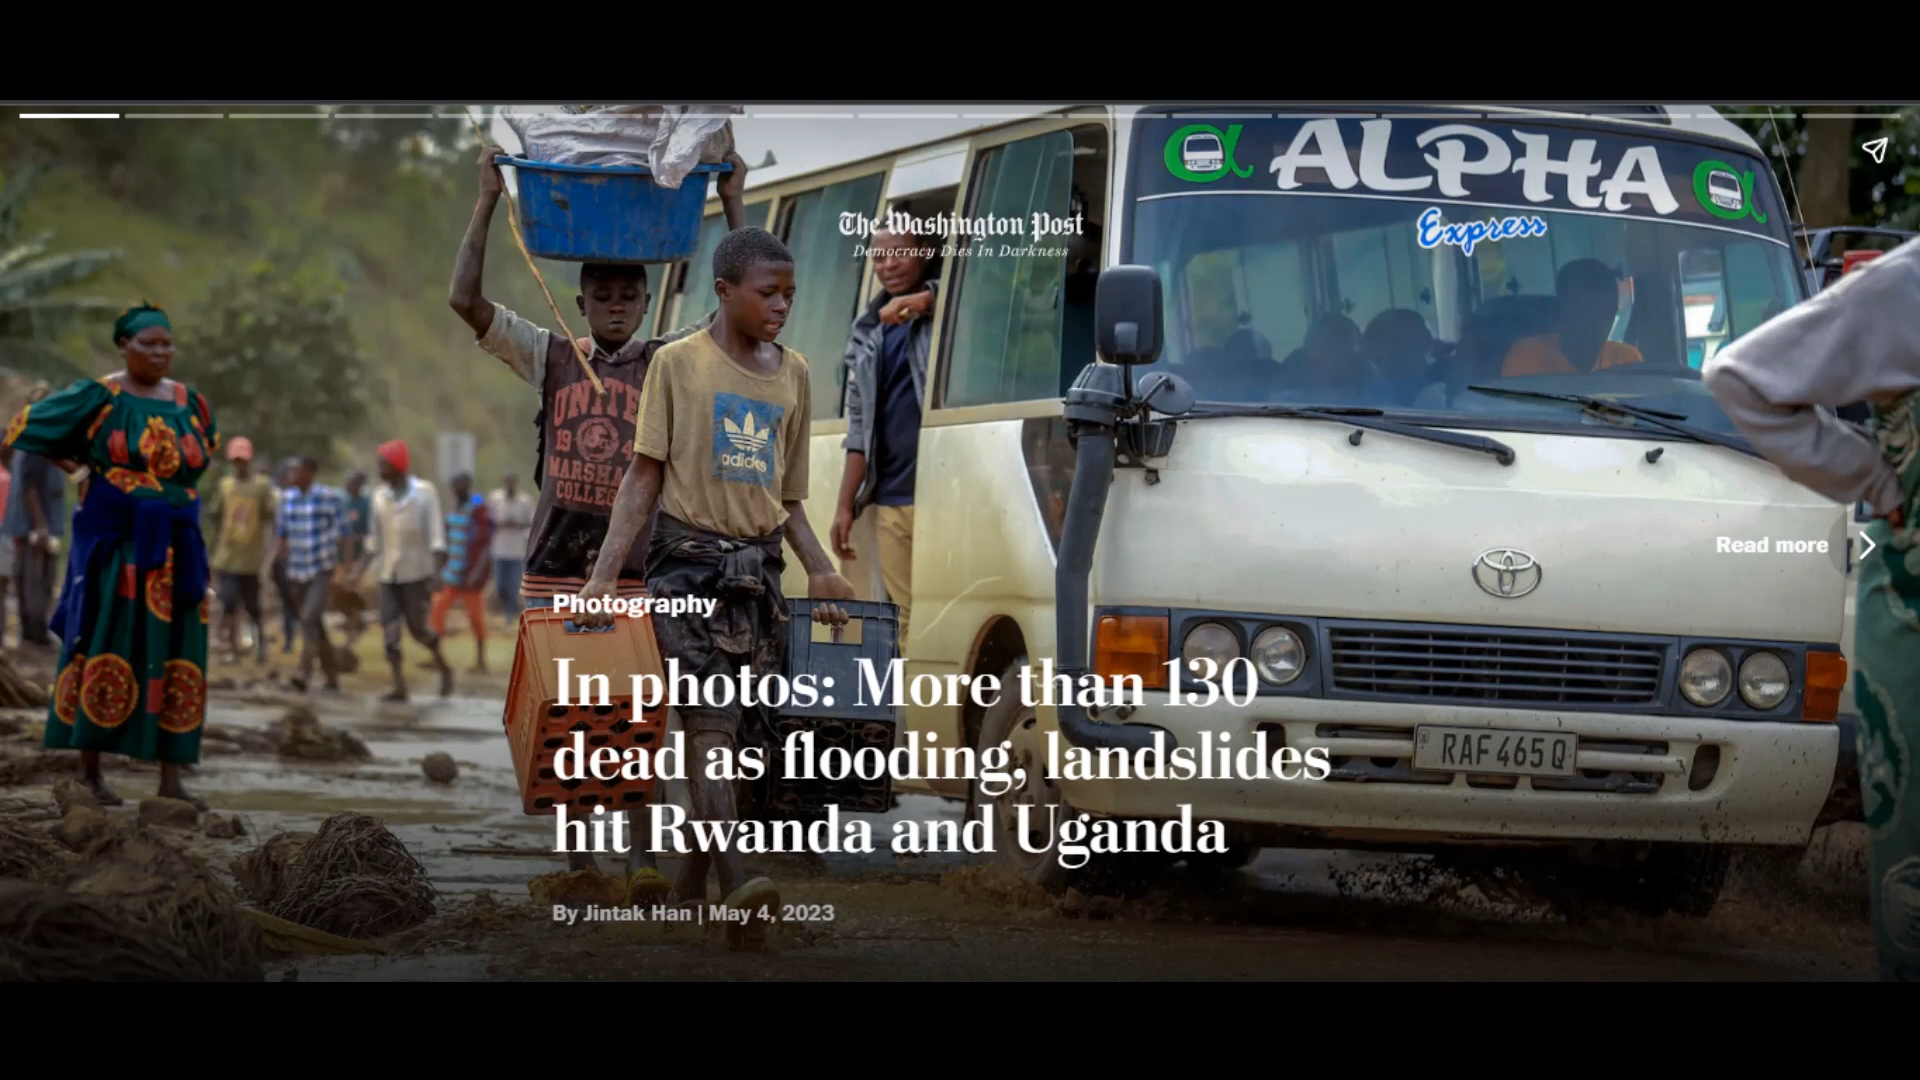 α ALPHA α
Express
The Washington Post
Democracy Dies In Darkness
UNITE
19 4
MARSHA
COLLEG
adidas
Read more
Photography
In photos: More than 130
dead as flooding, landslides
hit Rwanda and Uganda
RAF 465 Q
By Jintak Han | May 4, 2023